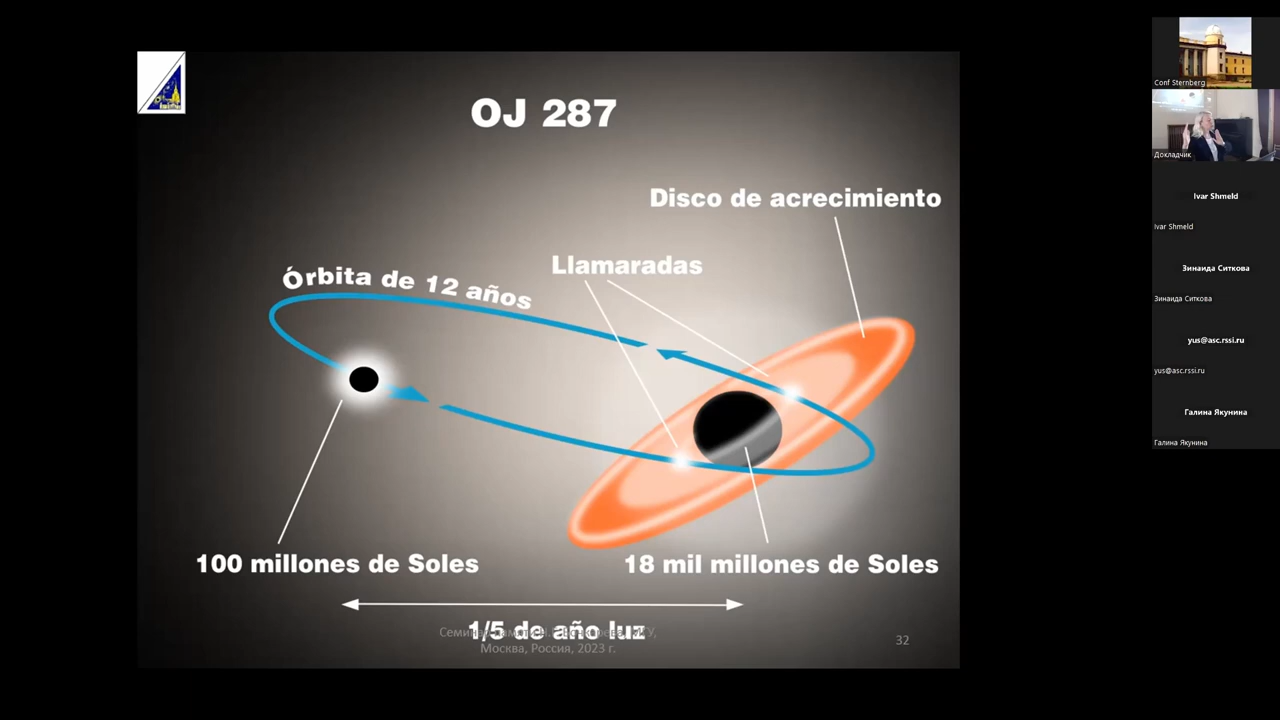 OJ 287
Disco de acrecimiento
Llamaradas
Órbita de 12 años
100 millones de Soles
18 mil millones de Soles
1/5 de año luz
Москва, Россия, 2023 г.
32
Conf Sternberg
Докладчик
Ivar Shmeld
Ivar Shmeld
Зинаида Ситкова
Зинаида Ситкова
yus@asc.rssi.ru
yus@asc.rssi.ru
Галина Якунина
Галина Якунина